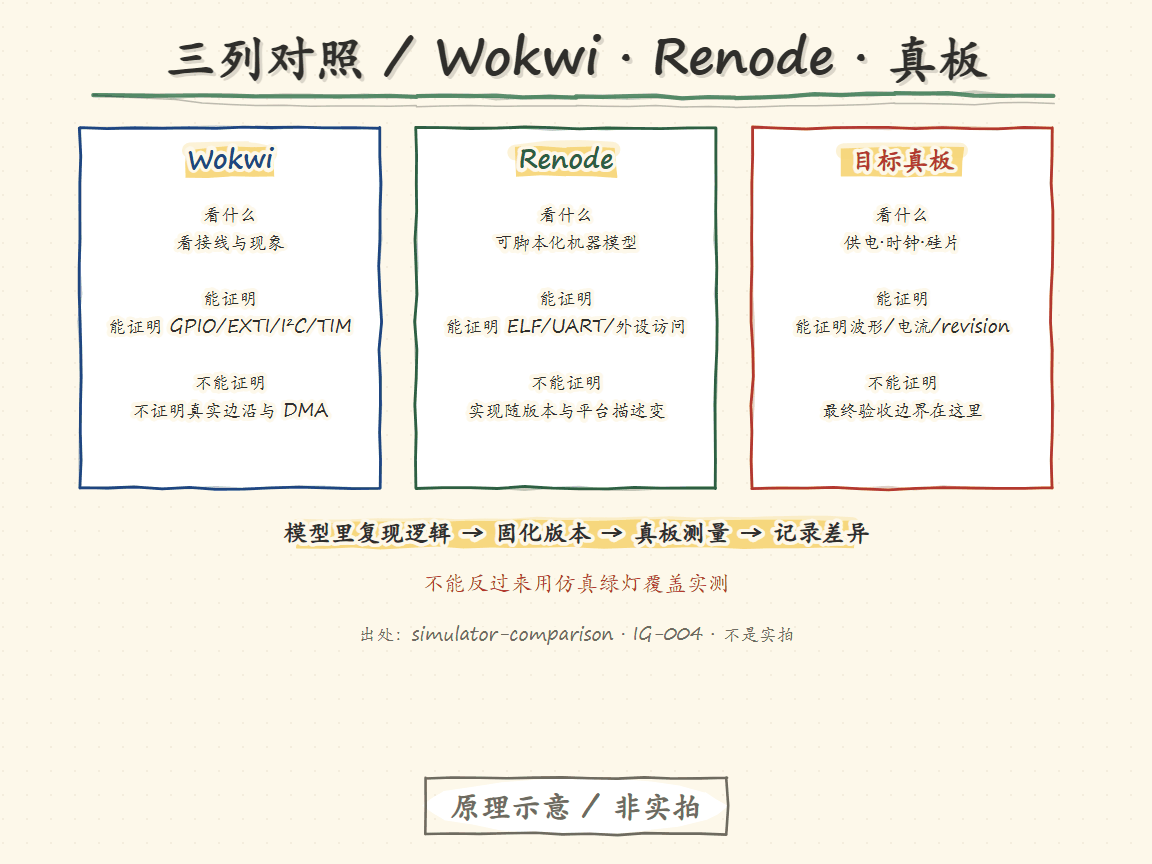 三列对照 / Wokwi · Renode · 真板
Wokwi
看什么
看接线与现象
能证明
能证明 GPIO/EXTI/I²C/TIM
不能证明
不证明真实边沿与 DMA
Renode
看什么
可脚本化机器模型
能证明
能证明 ELF/UART/外设访问
不能证明
实现随版本与平台描述变
目标真板
看什么
供电·时钟·硅片
能证明
能证明波形/电流/revision
不能证明
最终验收边界在这里
模型里复现逻辑 → 固化版本 → 真板测量 → 记录差异
不能反过来用仿真绿灯覆盖实测
出处：simulator-comparison · IG-004 · 不是实拍
原理示意 / 非实拍